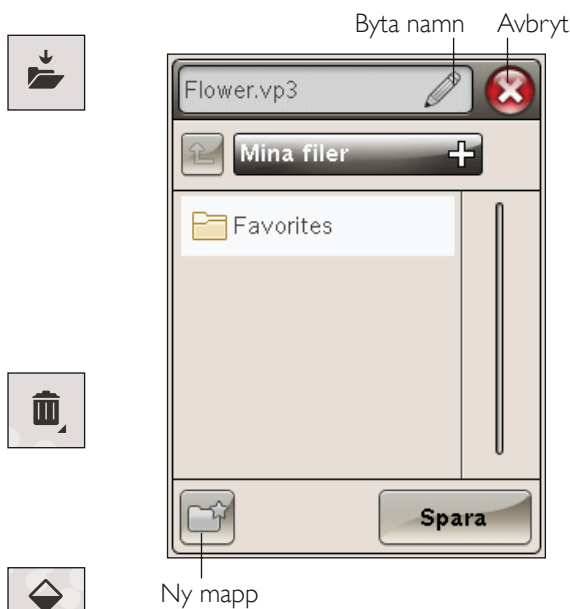 Byta namn Avbryt
Flower.vp3
Mina filer
Favorites
Spara
Ny mapp